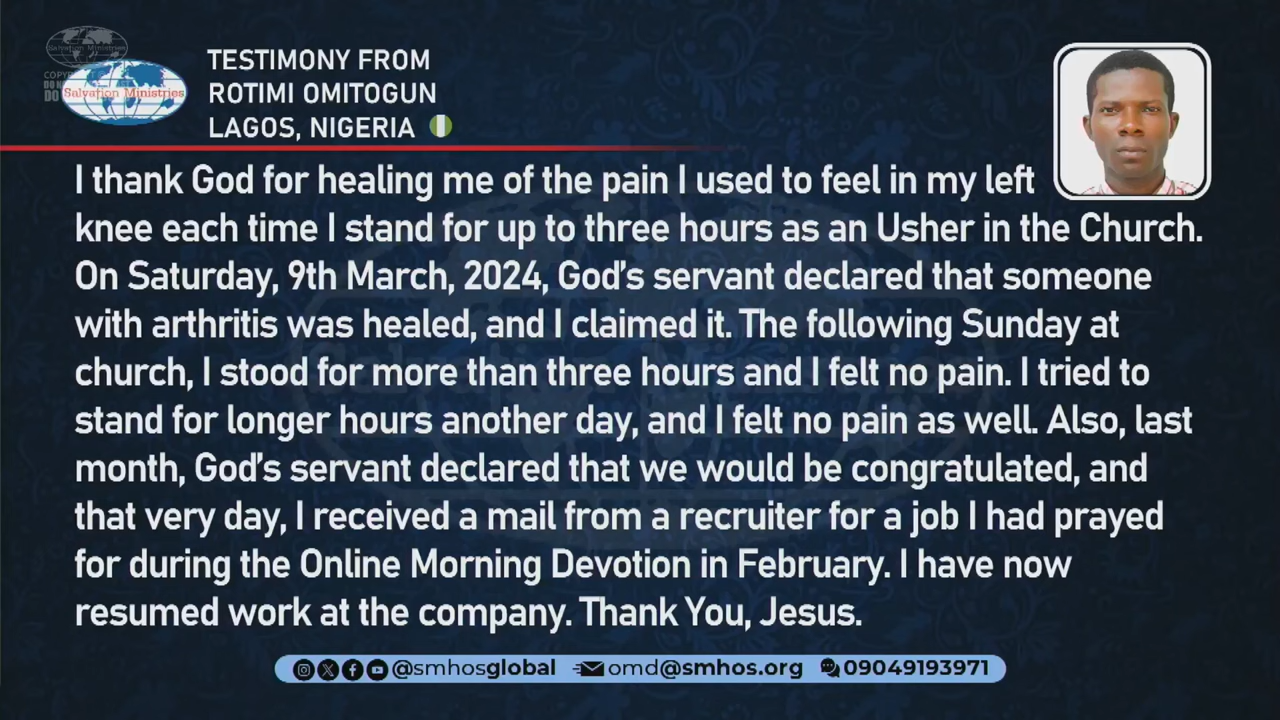 Salvation Ministries
COPY
DO
DO
Salvation Ministries
TESTIMONY FROM
ROTIMI OMITOGUN
LAGOS, NIGERIA
I thank God for healing me of the pain I used to feel in my left
knee each time I stand for up to three hours as an Usher in the Church.
On Saturday, 9th March, 2024, God's servant declared that someone
with arthritis was healed, and I claimed it. The following Sunday at
church, I stood for more than three hours and I felt no pain. I tried to
stand for longer hours another day, and I felt no pain as well. Also, last
month, God's servant declared that we would be congratulated, and
that very day, I received a mail from a recruiter for a job I had prayed
for during the Online Morning Devotion in February. I have now
resumed work at the company. Thank You, Jesus.
@smhosglobal omd@smhos.org 09049193971